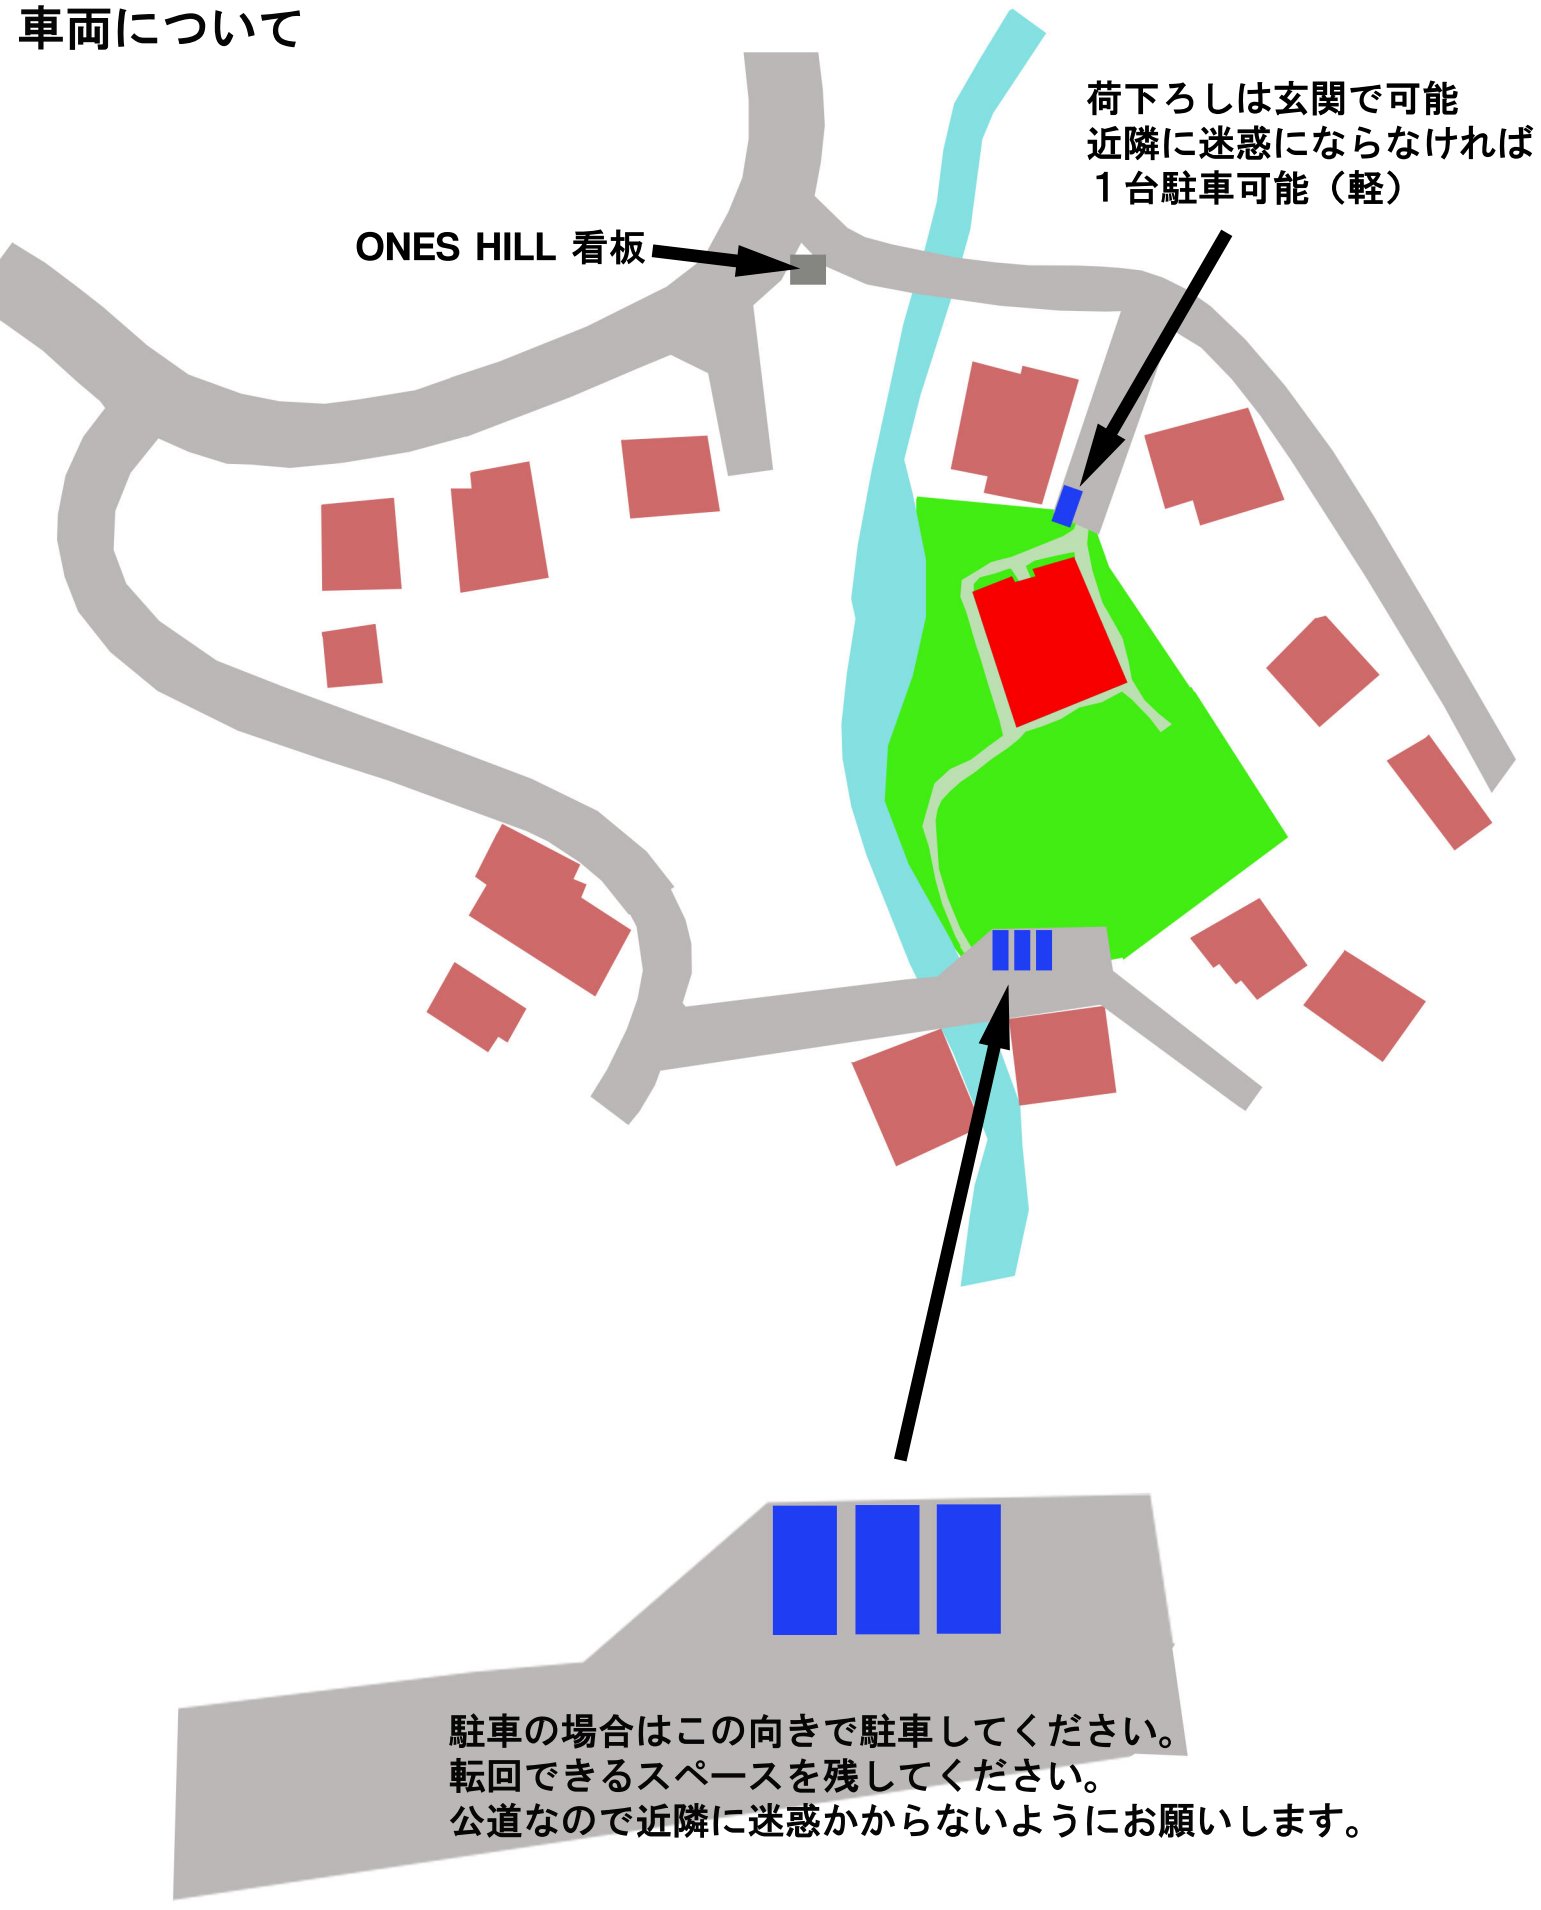 車両について
荷下ろしは玄関で可能
近隣に迷惑にならなければ
１台駐車可能（軽）
ONES HILL 看板
駐車の場合はこの向きで駐車してください。
転回できるスペースを残してください。
公道なので近隣に迷惑かからないようにお願いします。